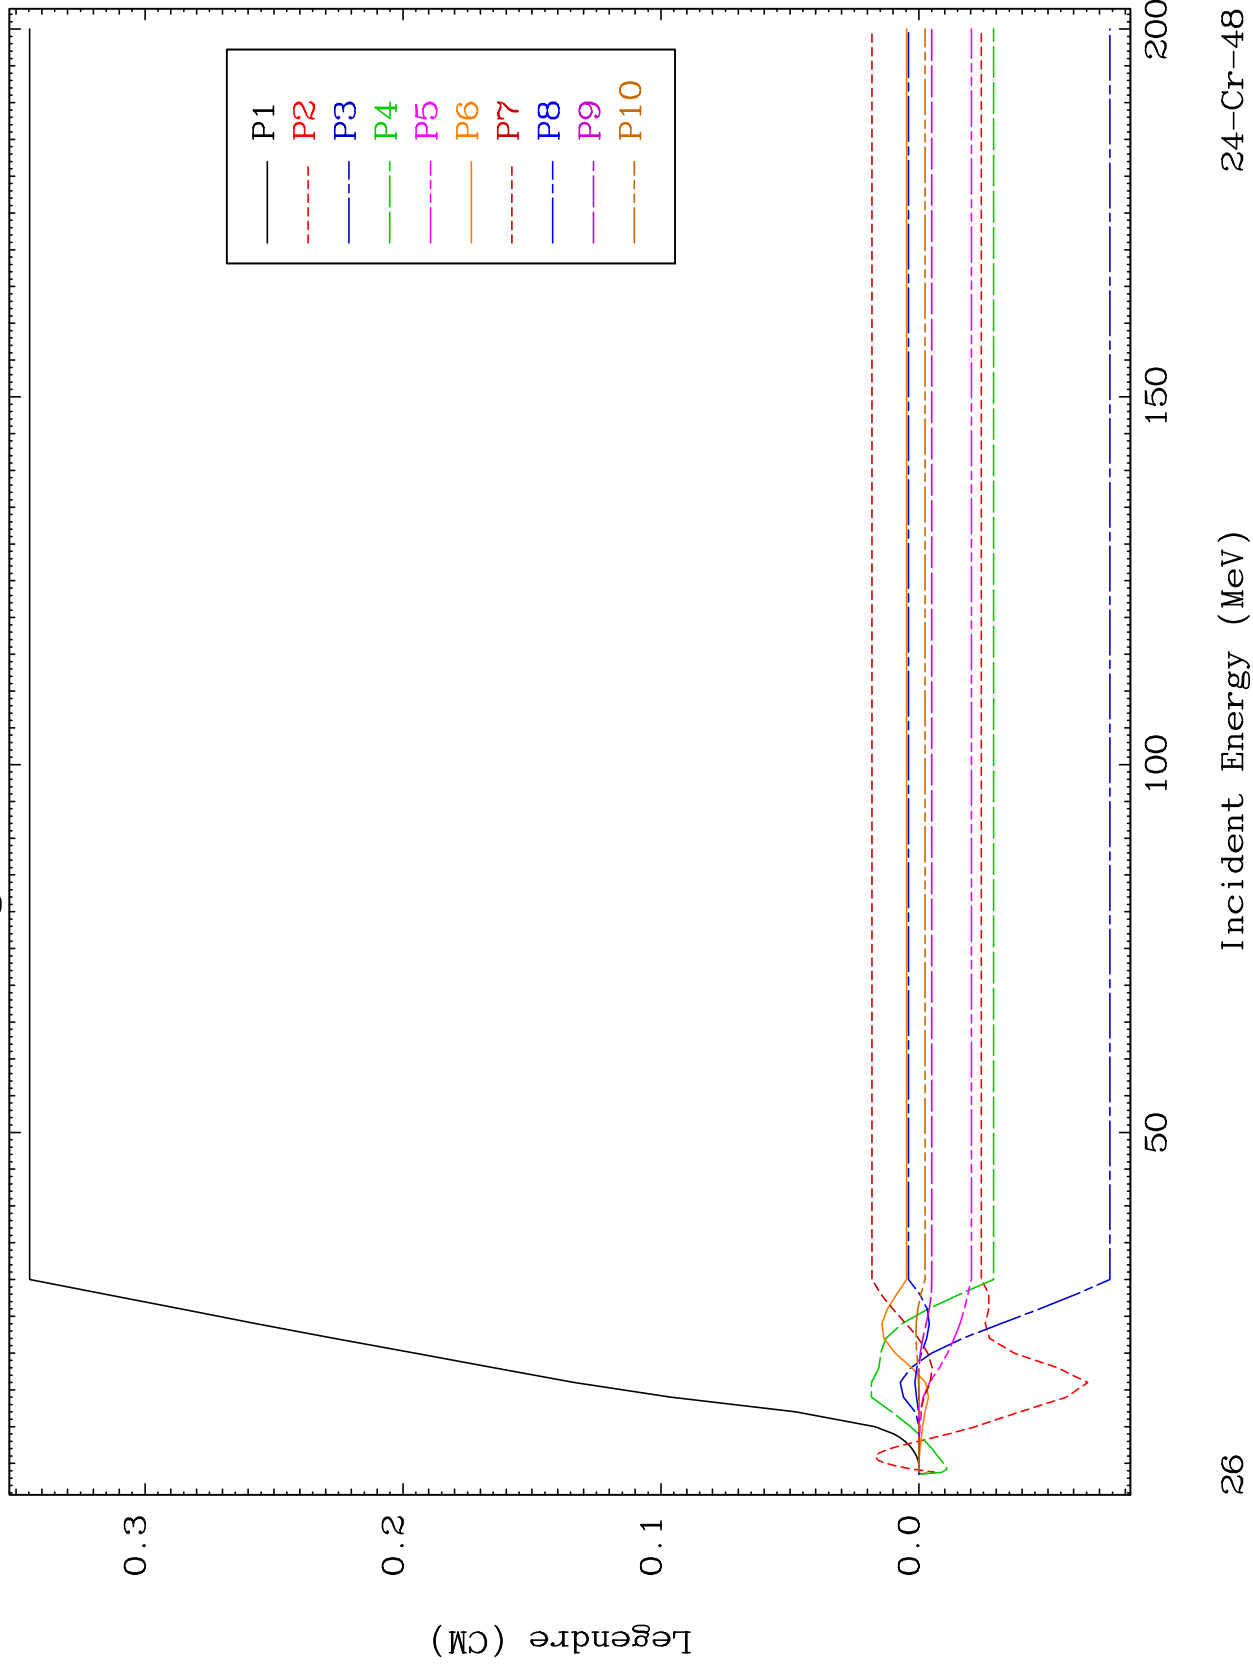 0.3
0.2
0.1
0.0
Legendre (CM)
P1
P2
P3
P4
P5
P6
P7
P8
P9
P10
50
100
150
200
26
Incident Energy (MeV)
24-Cr-48